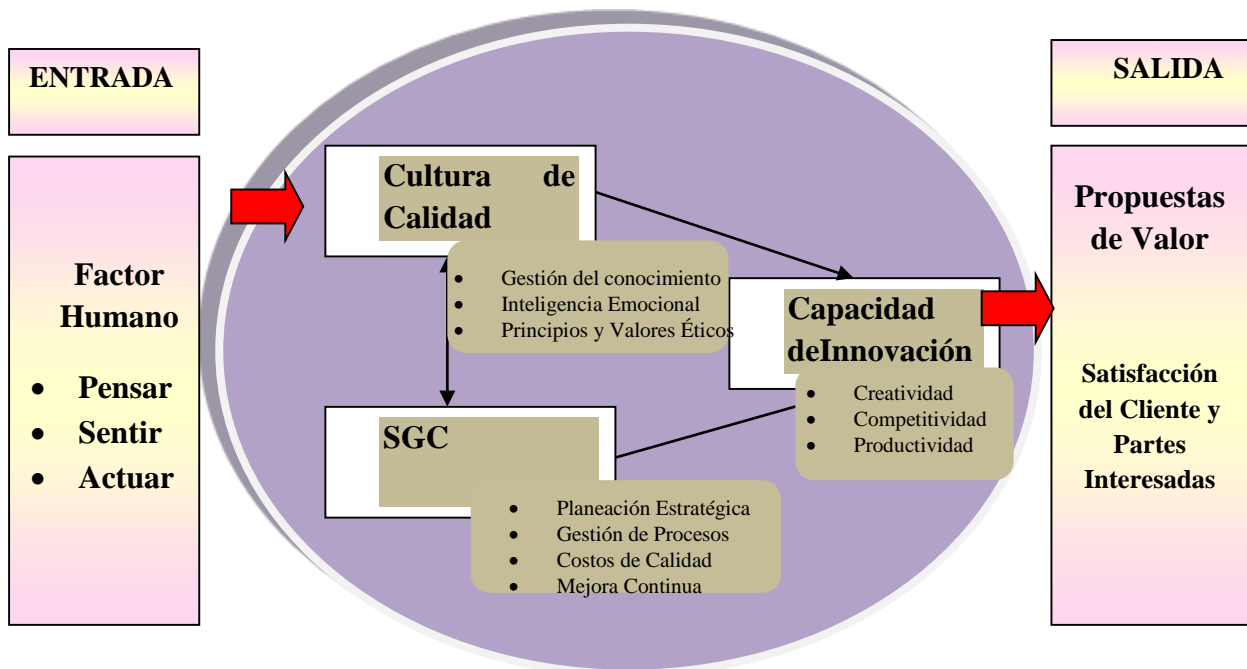 ENTRADA
Factor
Humano
• Pensar
• Sentir
• Actuar
Cultura de
Calidad
• Gestión del conocimiento
• Inteligencia Emocional
• Principios y Valores Éticos
SGC
• Planeación Estratégica
• Gestión de Procesos
• Costos de Calidad
• Mejora Continua
Capacidad
deInnovación
• Creatividad
• Competitividad
• Productividad
SALIDA
Propuestas
de Valor
Satisfacción
del Cliente y
Partes
Interesadas